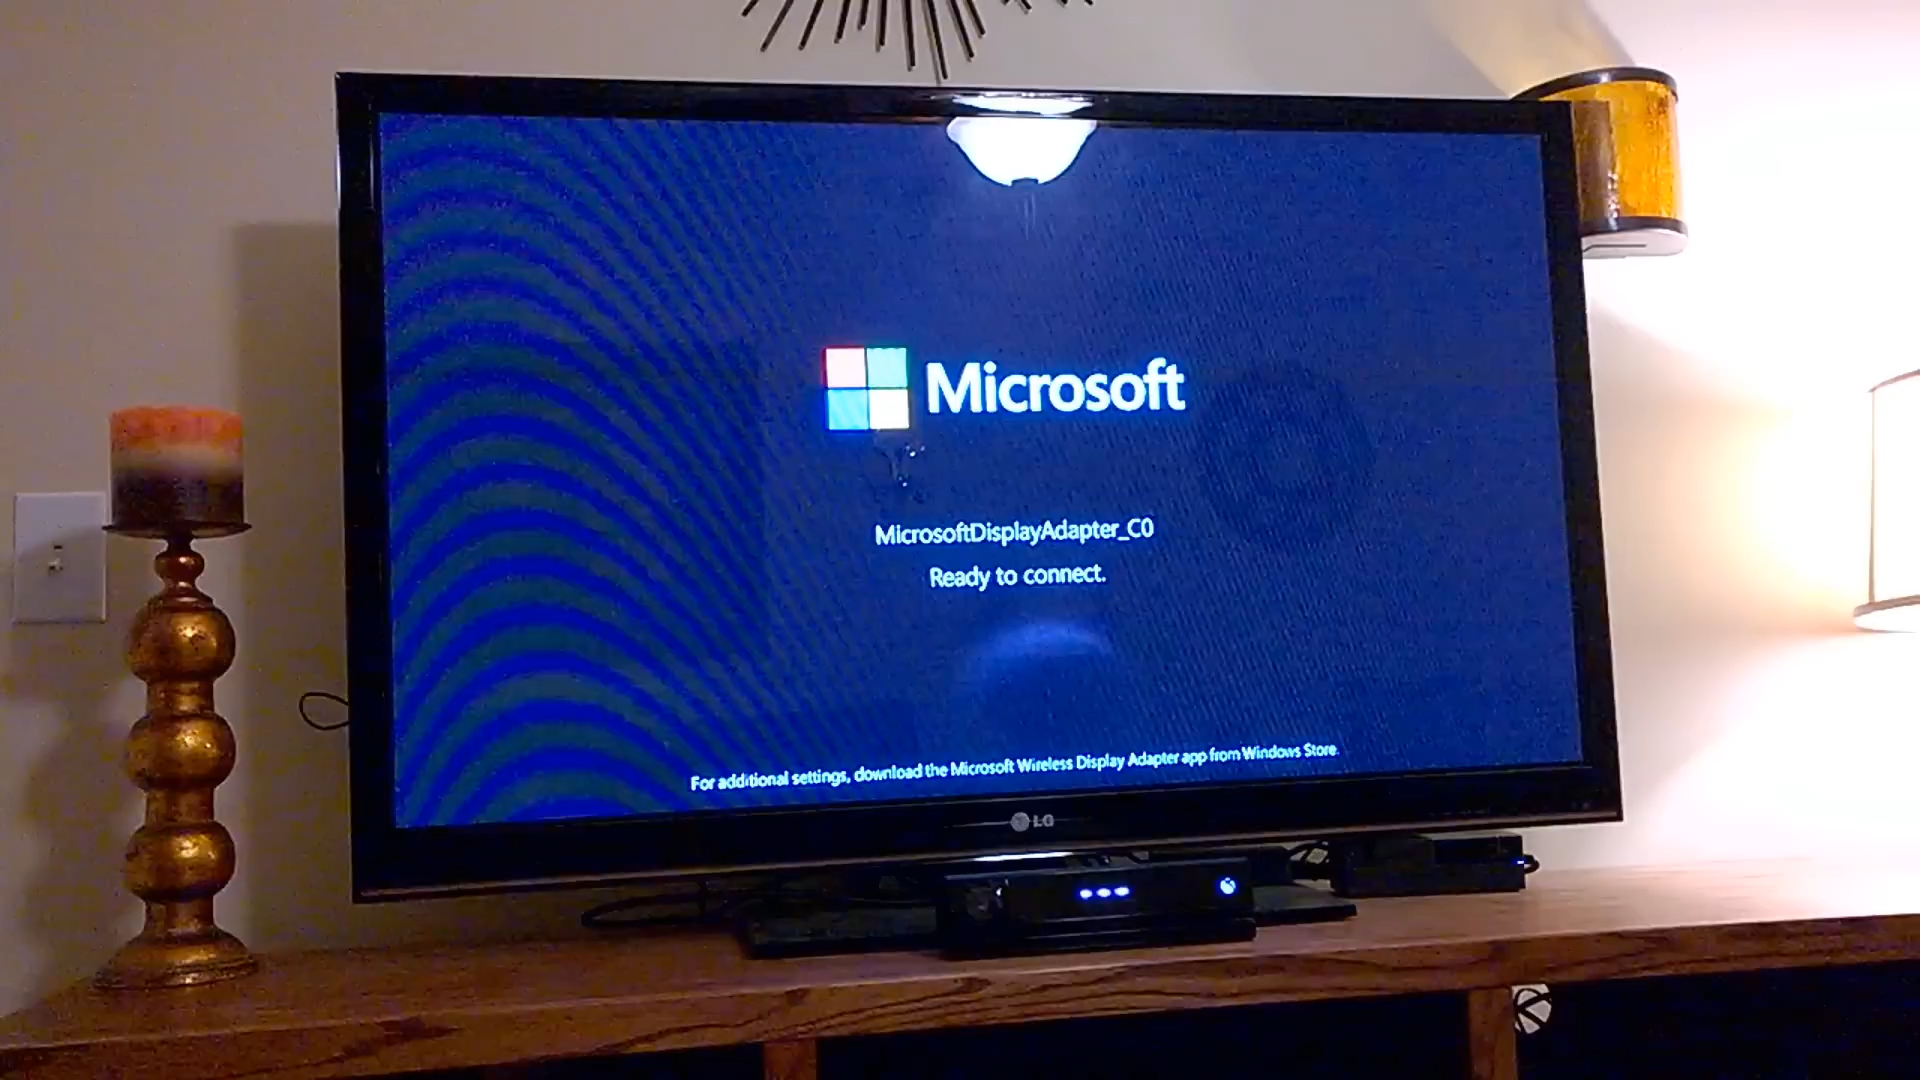 Microsoft
MicrosoftDisplayAdapter_C0
Ready to connect.
For additional settings, download the Microsoft Wireless Display Adapter app from Windows Store.
LG